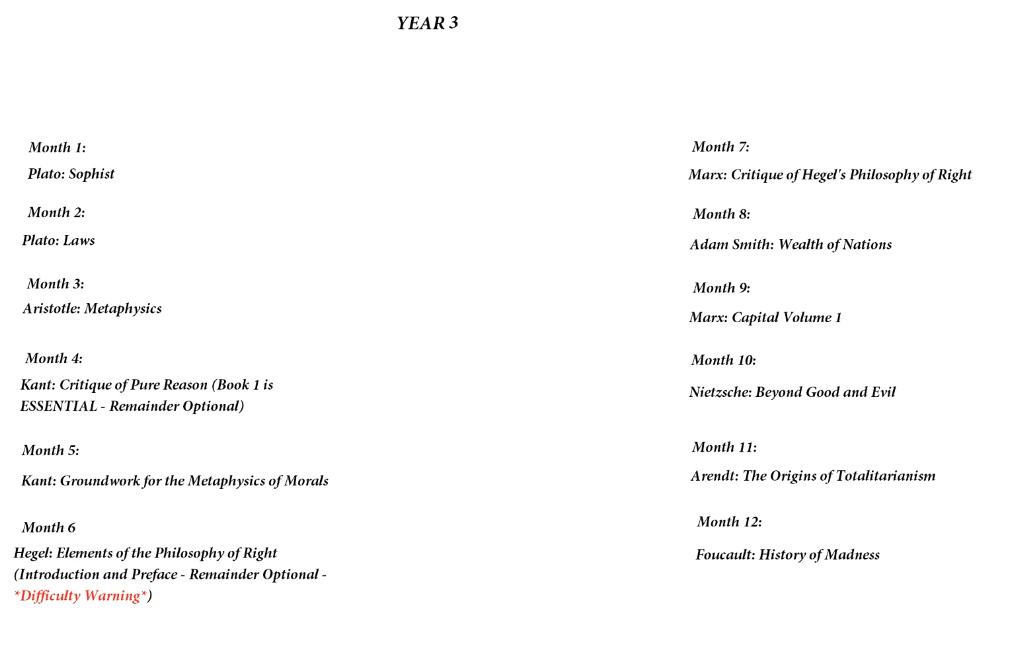 YEAR 3
Month 1:
Plato: Sophist
Month 2:
Plato: Laws
Month 3:
Aristotle: Metaphysics
Month 4:
Kant: Critique of Pure Reason (Book 1 is
ESSENTIAL - Remainder Optional)
Month 5:
Kant: Groundwork for the Metaphysics of Morals
Month 6
Hegel: Elements of the Philosophy of Right
(Introduction and Preface - Remainder Optional -
*Difficulty Warning*)
Month 7:
Marx: Critique of Hegel's Philosophy of Right
Month 8:
Adam Smith: Wealth of Nations
Month 9:
Marx: Capital Volume 1
Month 10:
Nietzsche: Beyond Good and Evil
Month 11:
Arendt: The Origins of Totalitarianism
Month 12:
Foucault: History of Madness